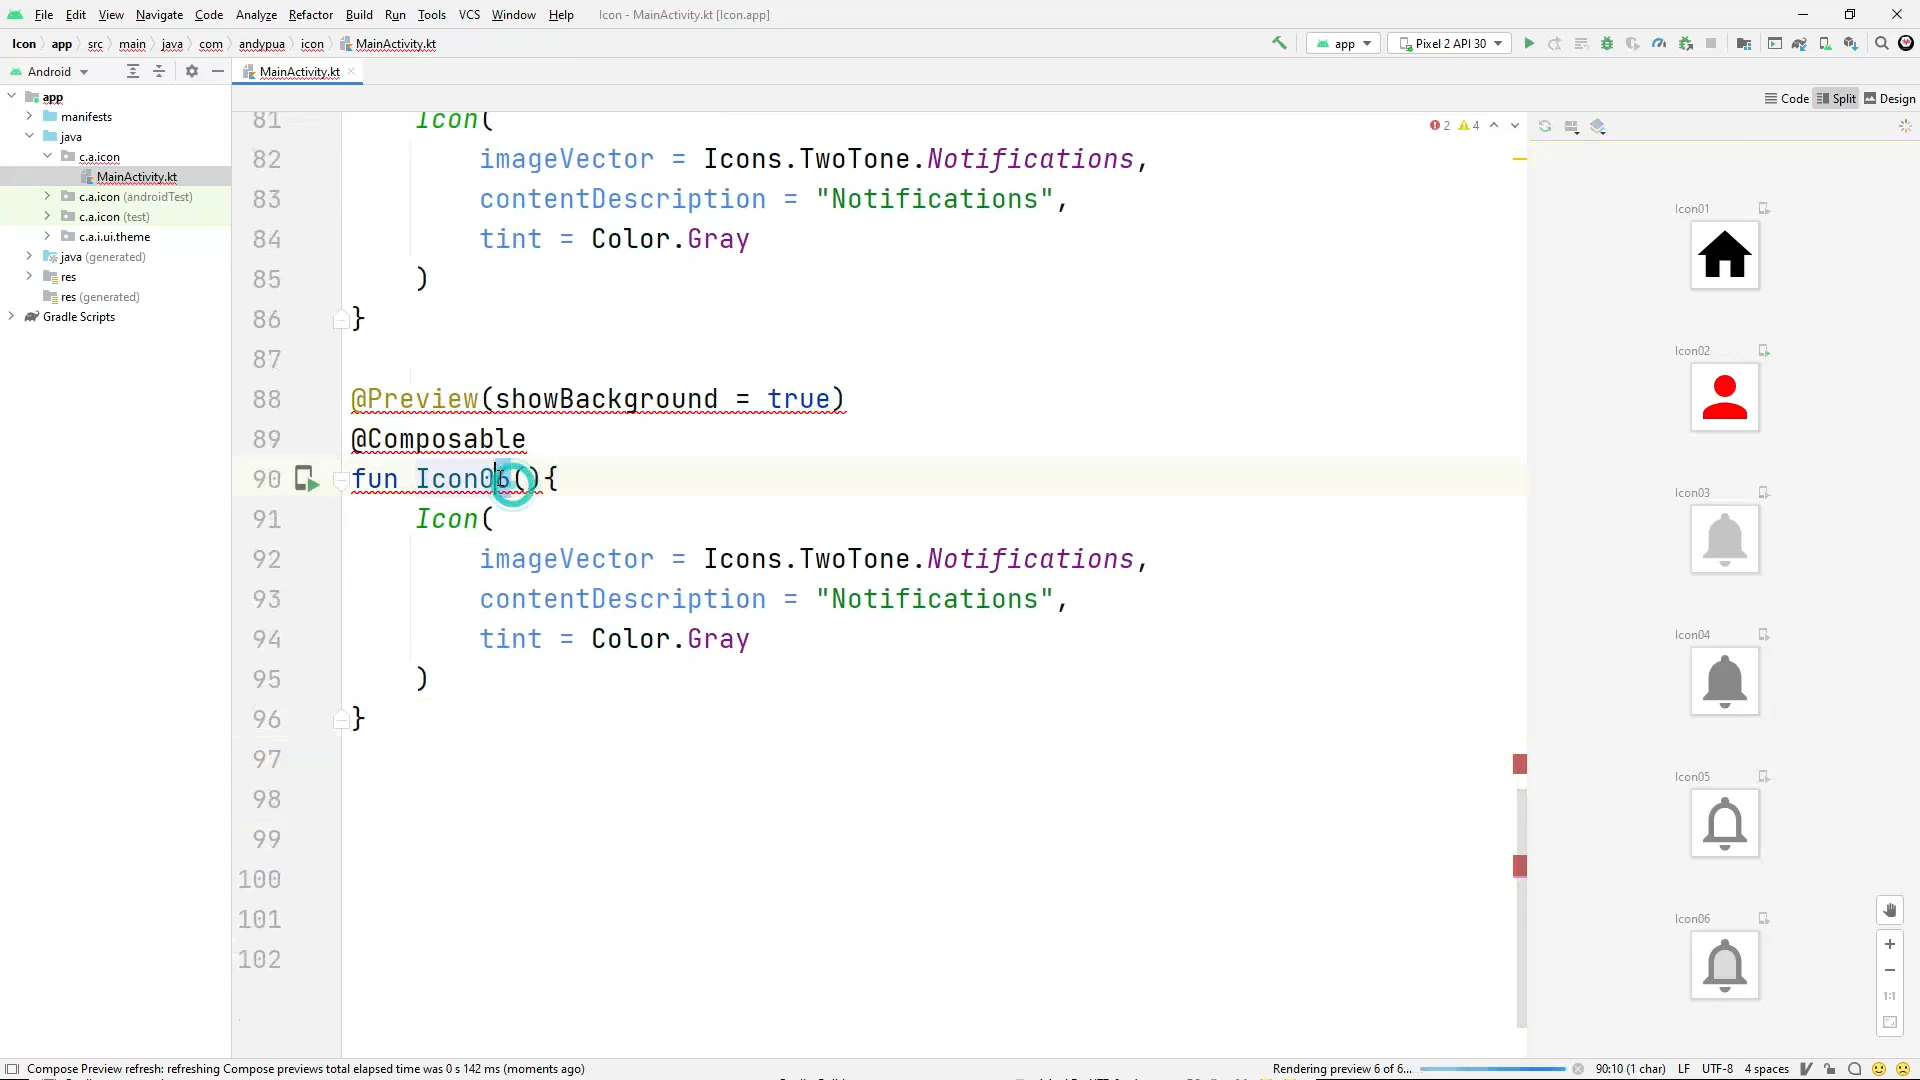 File Edit View Navigate Code Analyze Refactor Build Run Tools VCS Window Help Icon - MainActivity.kt [Icon.app]
Icon app src main java com andypua icon MainActivity.kt app Pixel 2 API 30
Android MainActivity.kt
Code Split Design
app
manifests
java
c.a.icon
MainActivity.kt
c.a.icon (androidTest)
c.a.icon (test)
c.a.i.ui.theme
java (generated)
res
res (generated)
Gradle Scripts
2 4
81 Icon(
82 imageVector = Icons.TwoTone.Notifications,
83 contentDescription = "Notifications",
84 tint = Color.Gray
85 )
86 }
87
88 @Preview(showBackground = true)
89 @Composable
90 fun Icon06(){
91 Icon(
92 imageVector = Icons.TwoTone.Notifications,
93 contentDescription = "Notifications",
94 tint = Color.Gray
95 )
96 }
97
98
99
100
101
102
Icon01
Icon02
Icon03
Icon04
Icon05
Icon06
1:1
Compose Preview refresh: refreshing Compose previews total elapsed time was 0 s 142 ms (moments ago) Rendering preview 6 of 6... 90:10 (1 char) LF UTF-8 4 spaces